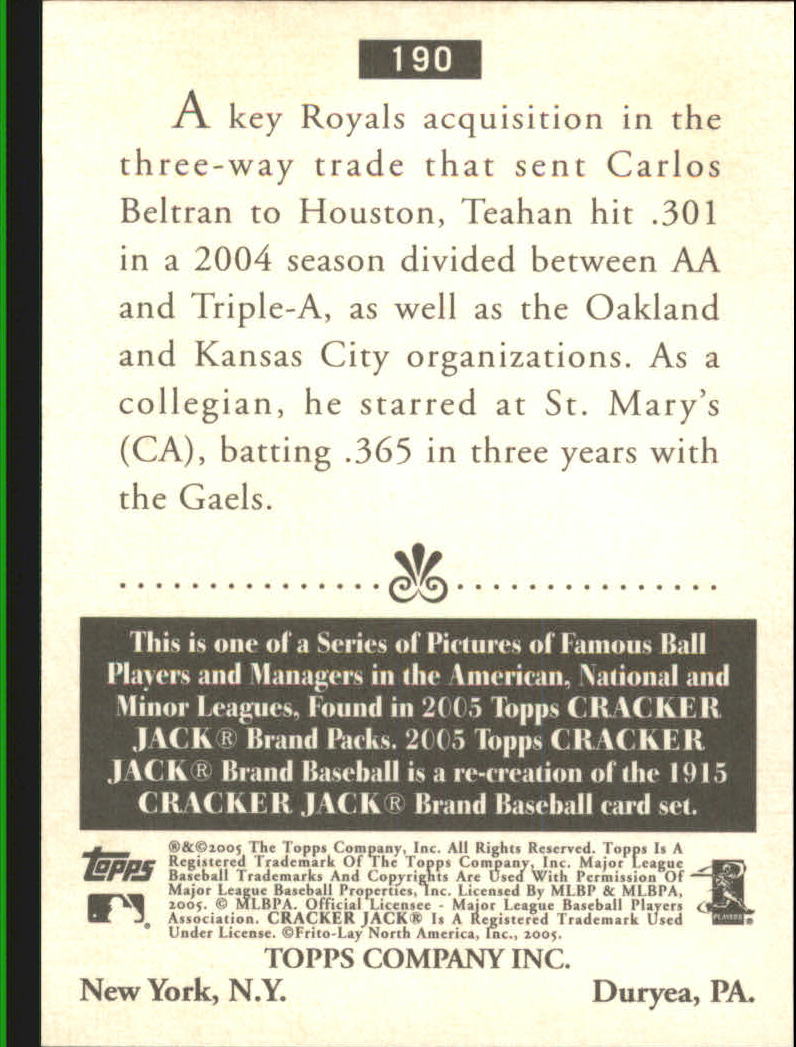 190
A key Royals acquisition in the
three-way trade that sent Carlos
Beltran to Houston, Teahan hit .301
in a 2004 season divided between AA
and Triple-A, as well as the Oakland
and Kansas City organizations. As a
collegian, he starred at St. Mary's
(CA), batting .365 in three years with
the Gaels.
This is one of a Series of Pictures of Famous Ball
Players and Managers in the American, National and
Minor Leagues, Found in 2005 Topps CRACKER
JACK® Brand Packs. 2005 Topps CRACKER
JACK® Brand Baseball is a re-creation of the 1915
CRACKER JACK® Brand Baseball card set.
Topps
®&©2005 The Topps Company, Inc. All Rights Reserved. Topps Is A
Registered Trademark Of The Topps Company, Inc. Major League
Baseball Trademarks And Copyrights Are Used With Permission Of
Major League Baseball Properties, Inc. Licensed By MLBP & MLBPA,
2005. © MLBPA. Official Licensee - Major League Baseball Players
Association. CRACKER JACK® Is A Registered Trademark Used
Under License. ©Frito-Lay North America, Inc., 2005.
PLAYERS
TOPPS COMPANY INC.
New York, N.Y. Duryea, PA.